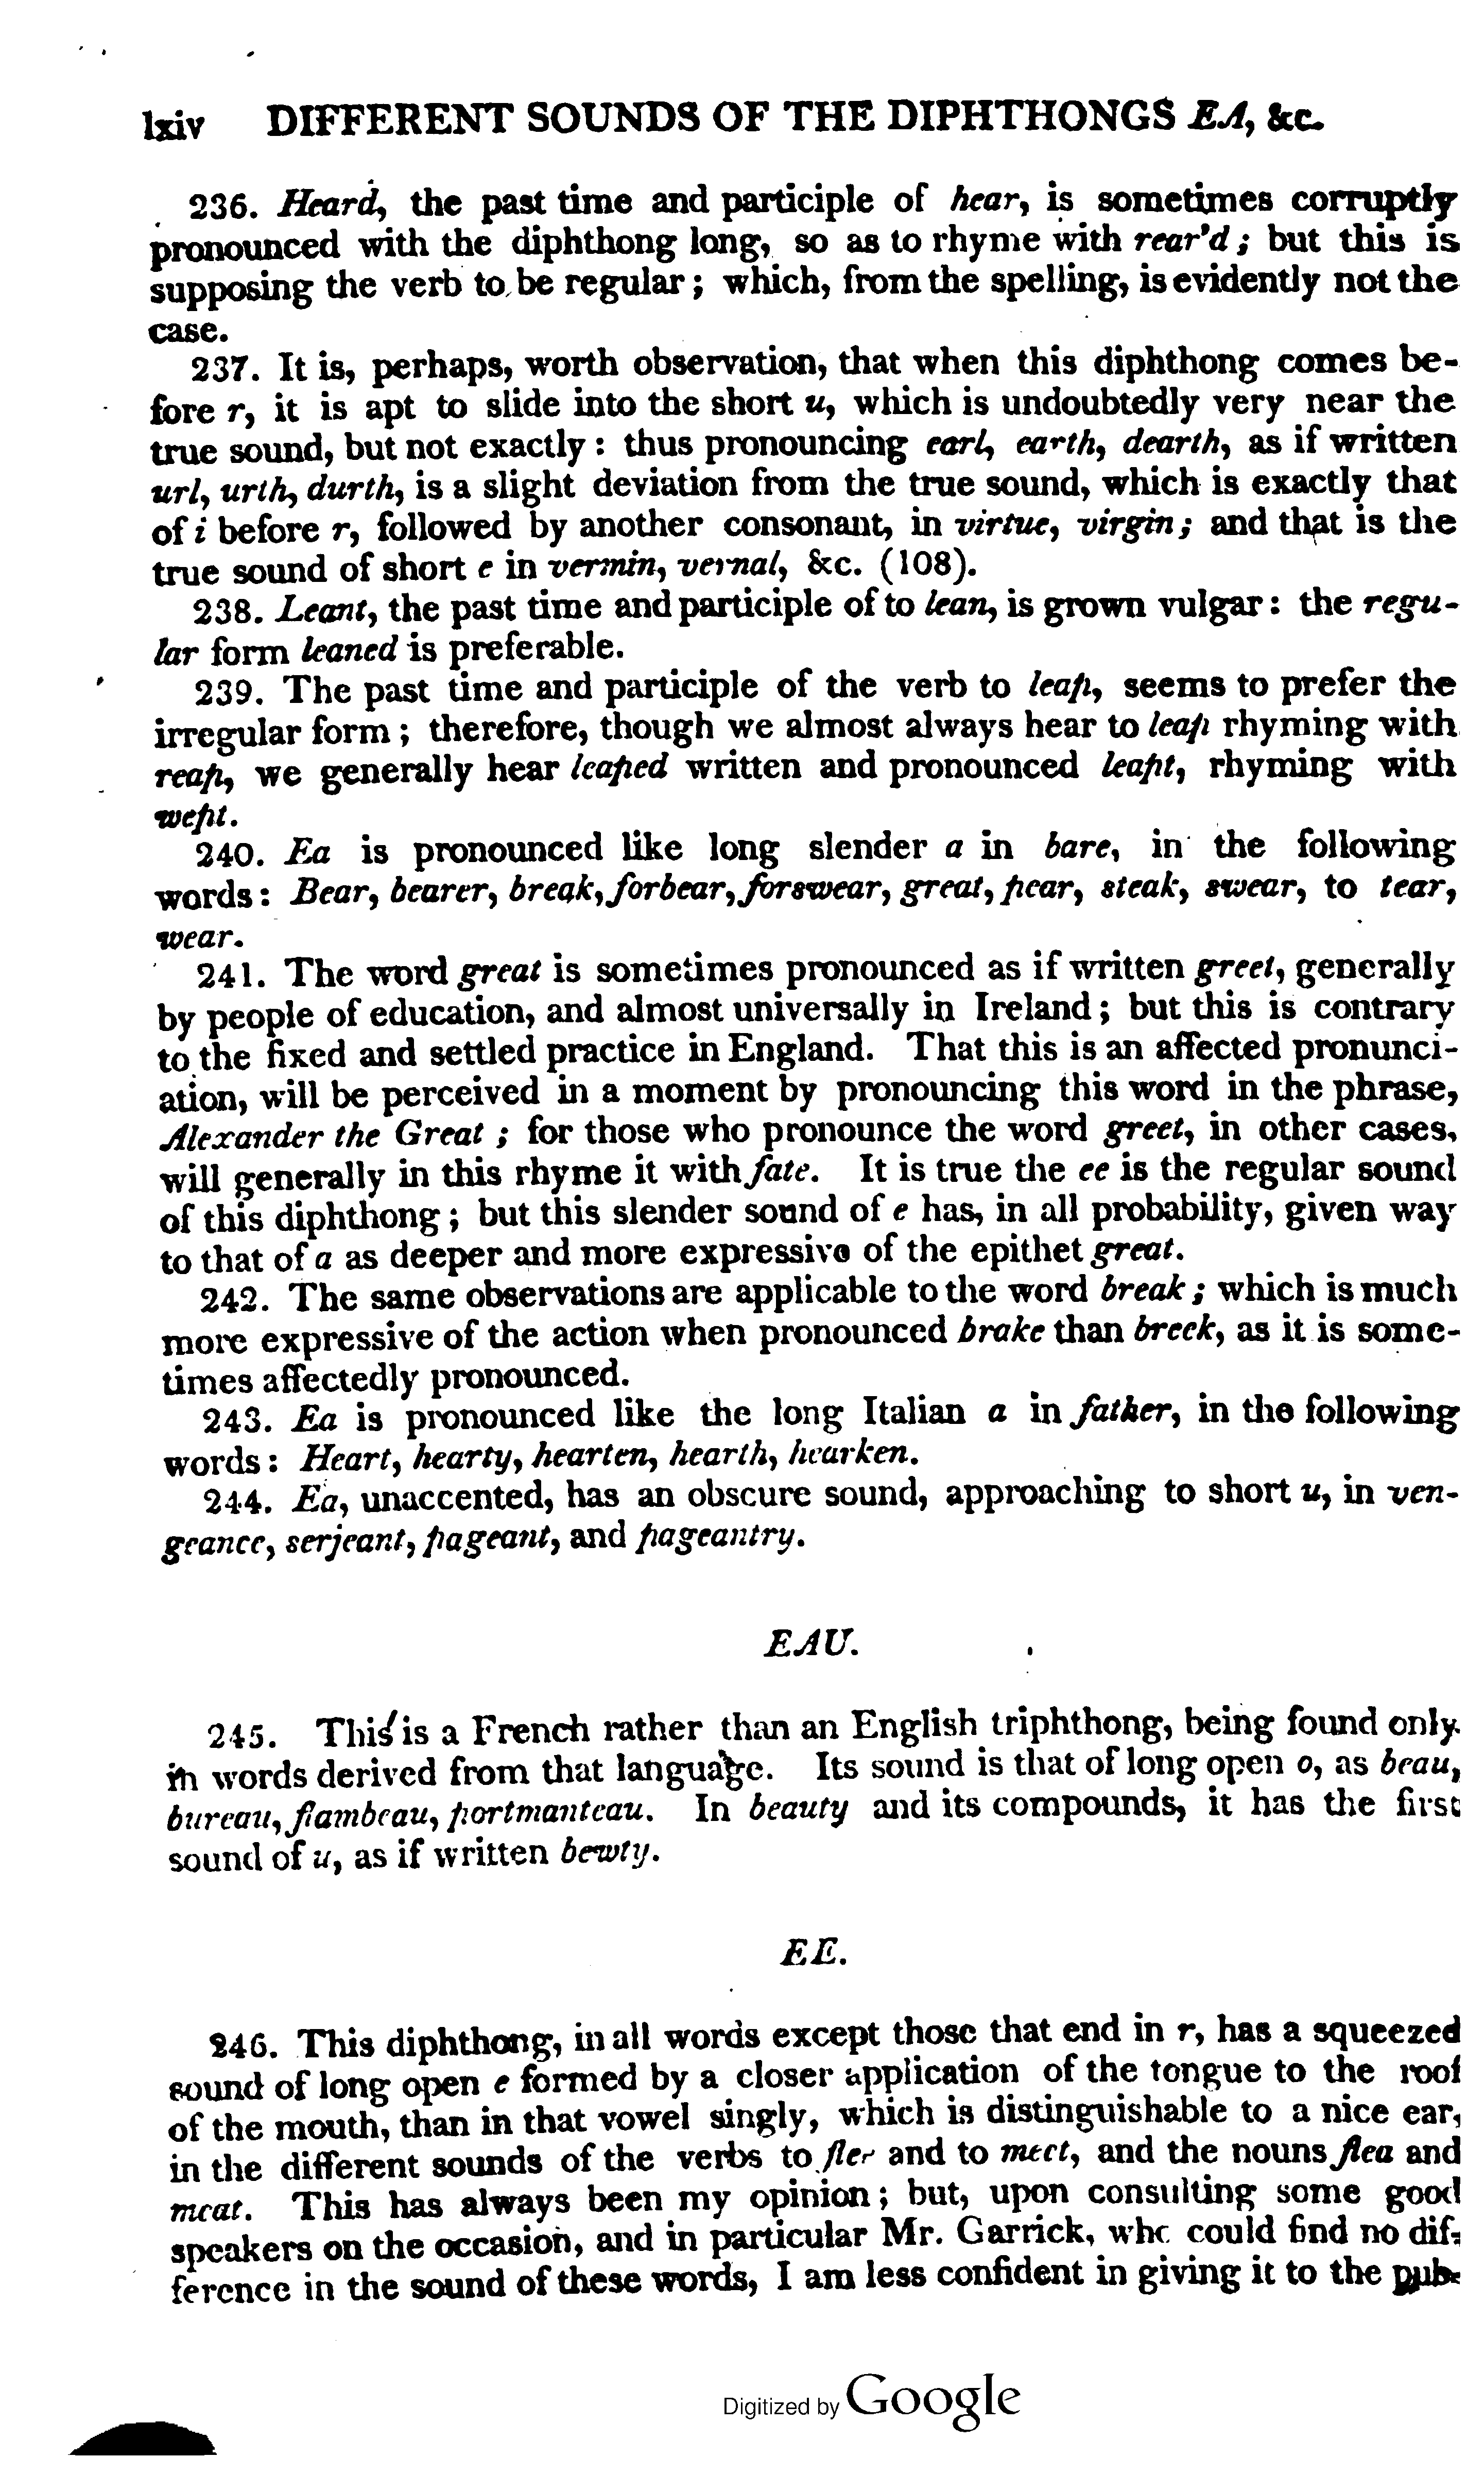 lxiv DIFFERENT SOUNDS OF THE DIPHTHONGS EA, &c.
236. Heard, the past time and participle of hear, is sometimes corruptly
pronounced with the diphthong long, so as to rhyme with rear'd; but this is
supposing the verb to be regular; which, from the spelling, is evidently not the
case.
237. It is, perhaps, worth observation, that when this diphthong comes be-
fore r, it is apt to slide into the short u, which is undoubtedly very near the
true sound, but not exactly: thus pronouncing earl, earth, dearth, as if written
url, urth, durth, is a slight deviation from the true sound, which is exactly that
of i before r, followed by another consonant, in virtue, virgin; and that is the
true sound of short e in vermin, vernal, &c. (108).
238. Leant, the past time and participle of to lean, is grown vulgar: the regu-
lar form leaned is preferable.
239. The past time and participle of the verb to leap, seems to prefer the
irregular form; therefore, though we almost always hear to leap rhyming with
reap, we generally hear leaped written and pronounced leapt, rhyming with
wept.
240. Ea is pronounced like long slender a in bare, in the following
words: Bear, bearer, break, forbear, forswear, great, pear, steak, swear, to tear,
wear.
241. The word great is sometimes pronounced as if written greet, generally
by people of education, and almost universally in Ireland; but this is contrary
to the fixed and settled practice in England. That this is an affected pronunci-
ation, will be perceived in a moment by pronouncing this word in the phrase,
Alexander the Great; for those who pronounce the word greet, in other cases,
will generally in this rhyme it with fate. It is true the ee is the regular sound
of this diphthong; but this slender sound of e has, in all probability, given way
to that of a as deeper and more expressive of the epithet great.
242. The same observations are applicable to the word break; which is much
more expressive of the action when pronounced brake than breek, as it is some-
times affectedly pronounced.
243. Ea is pronounced like the long Italian a in father, in the following
words: Heart, hearty, hearten, hearth, hearken.
244. Ea, unaccented, has an obscure sound, approaching to short u, in ven-
geance, serjeant, pageant, and pageantry.
EAU.
245. This is a French rather than an English triphthong, being found only
in words derived from that language. Its sound is that of long open o, as beau,
bureau, flambeau, portmanteau. In beauty and its compounds, it has the first
sound of u, as if written bewty.
EE.
246. This diphthong, in all words except those that end in r, has a squeezed
sound of long open e formed by a closer application of the tongue to the roof
of the mouth, than in that vowel singly, which is distinguishable to a nice ear,
in the different sounds of the verbs to flee and to meet, and the nouns flea and
meat. This has always been my opinion; but, upon consulting some good
speakers on the occasion, and in particular Mr. Garrick, who could find no dif-
ference in the sound of these words, I am less confident in giving it to the pub-
Digitized by Google